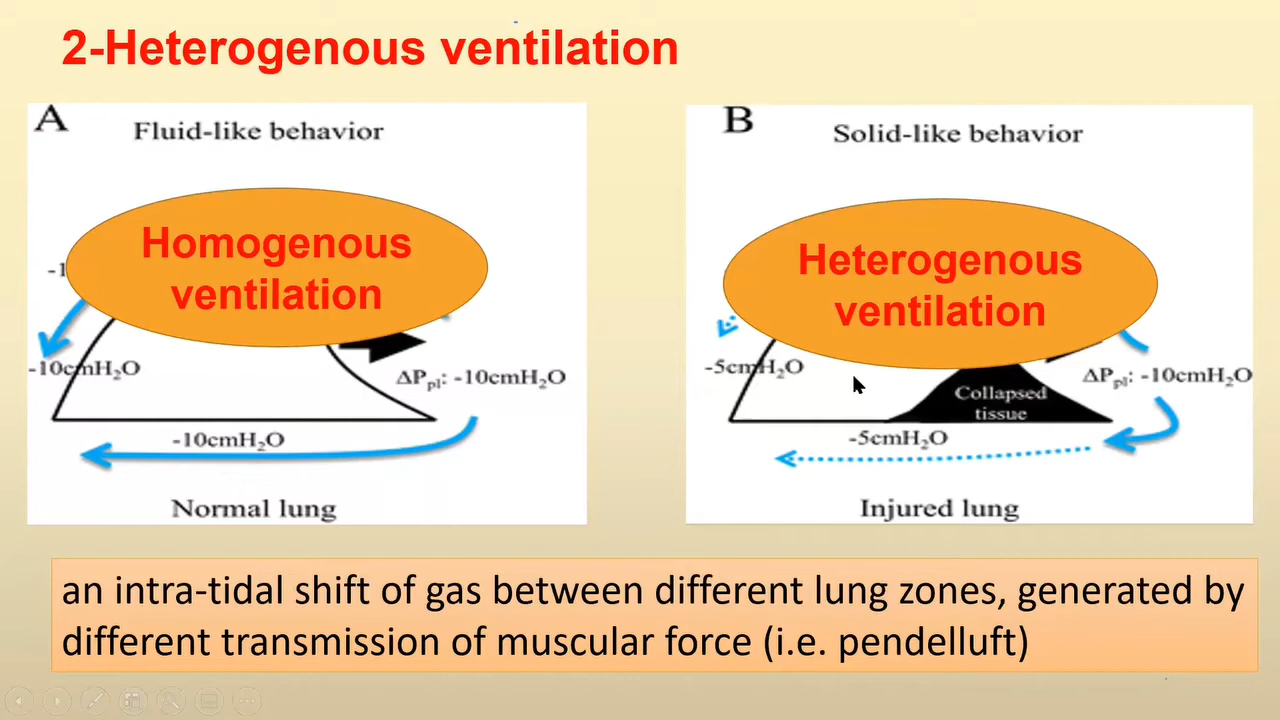 2-Heterogenous ventilation
A
Fluid-like behavior
Homogenous
ventilation
-10cmH₂O
ΔPpl: -10cmH₂O
-10cmH₂O
Normal lung
B
Solid-like behavior
Heterogenous
ventilation
-5cmH₂O
ΔPpl: -10cmH₂O
Collapsed
tissue
-5cmH₂O
Injured lung
an intra-tidal shift of gas between different lung zones, generated by
different transmission of muscular force (i.e. pendelluft)